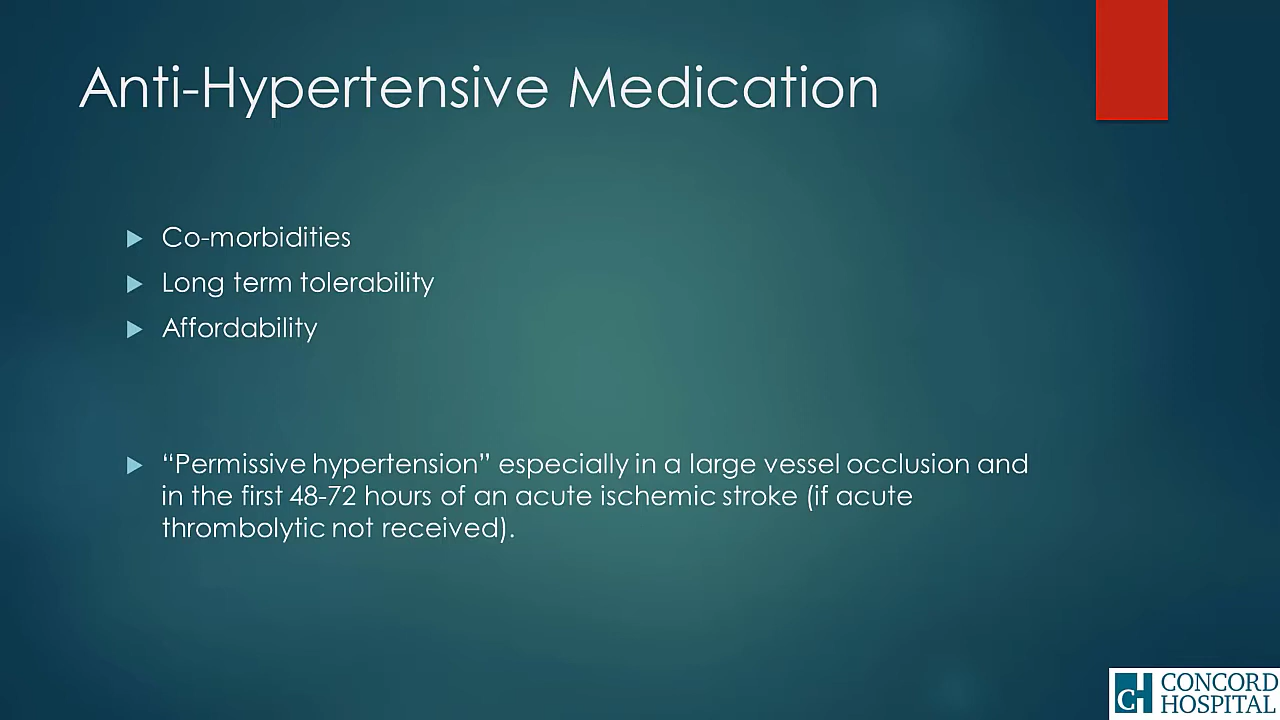 Anti-Hypertensive Medication
Co-morbidities
Long term tolerability
Affordability
“Permissive hypertension” especially in a large vessel occlusion and
in the first 48-72 hours of an acute ischemic stroke (if acute
thrombolytic not received).
CH CONCORD
HOSPITAL